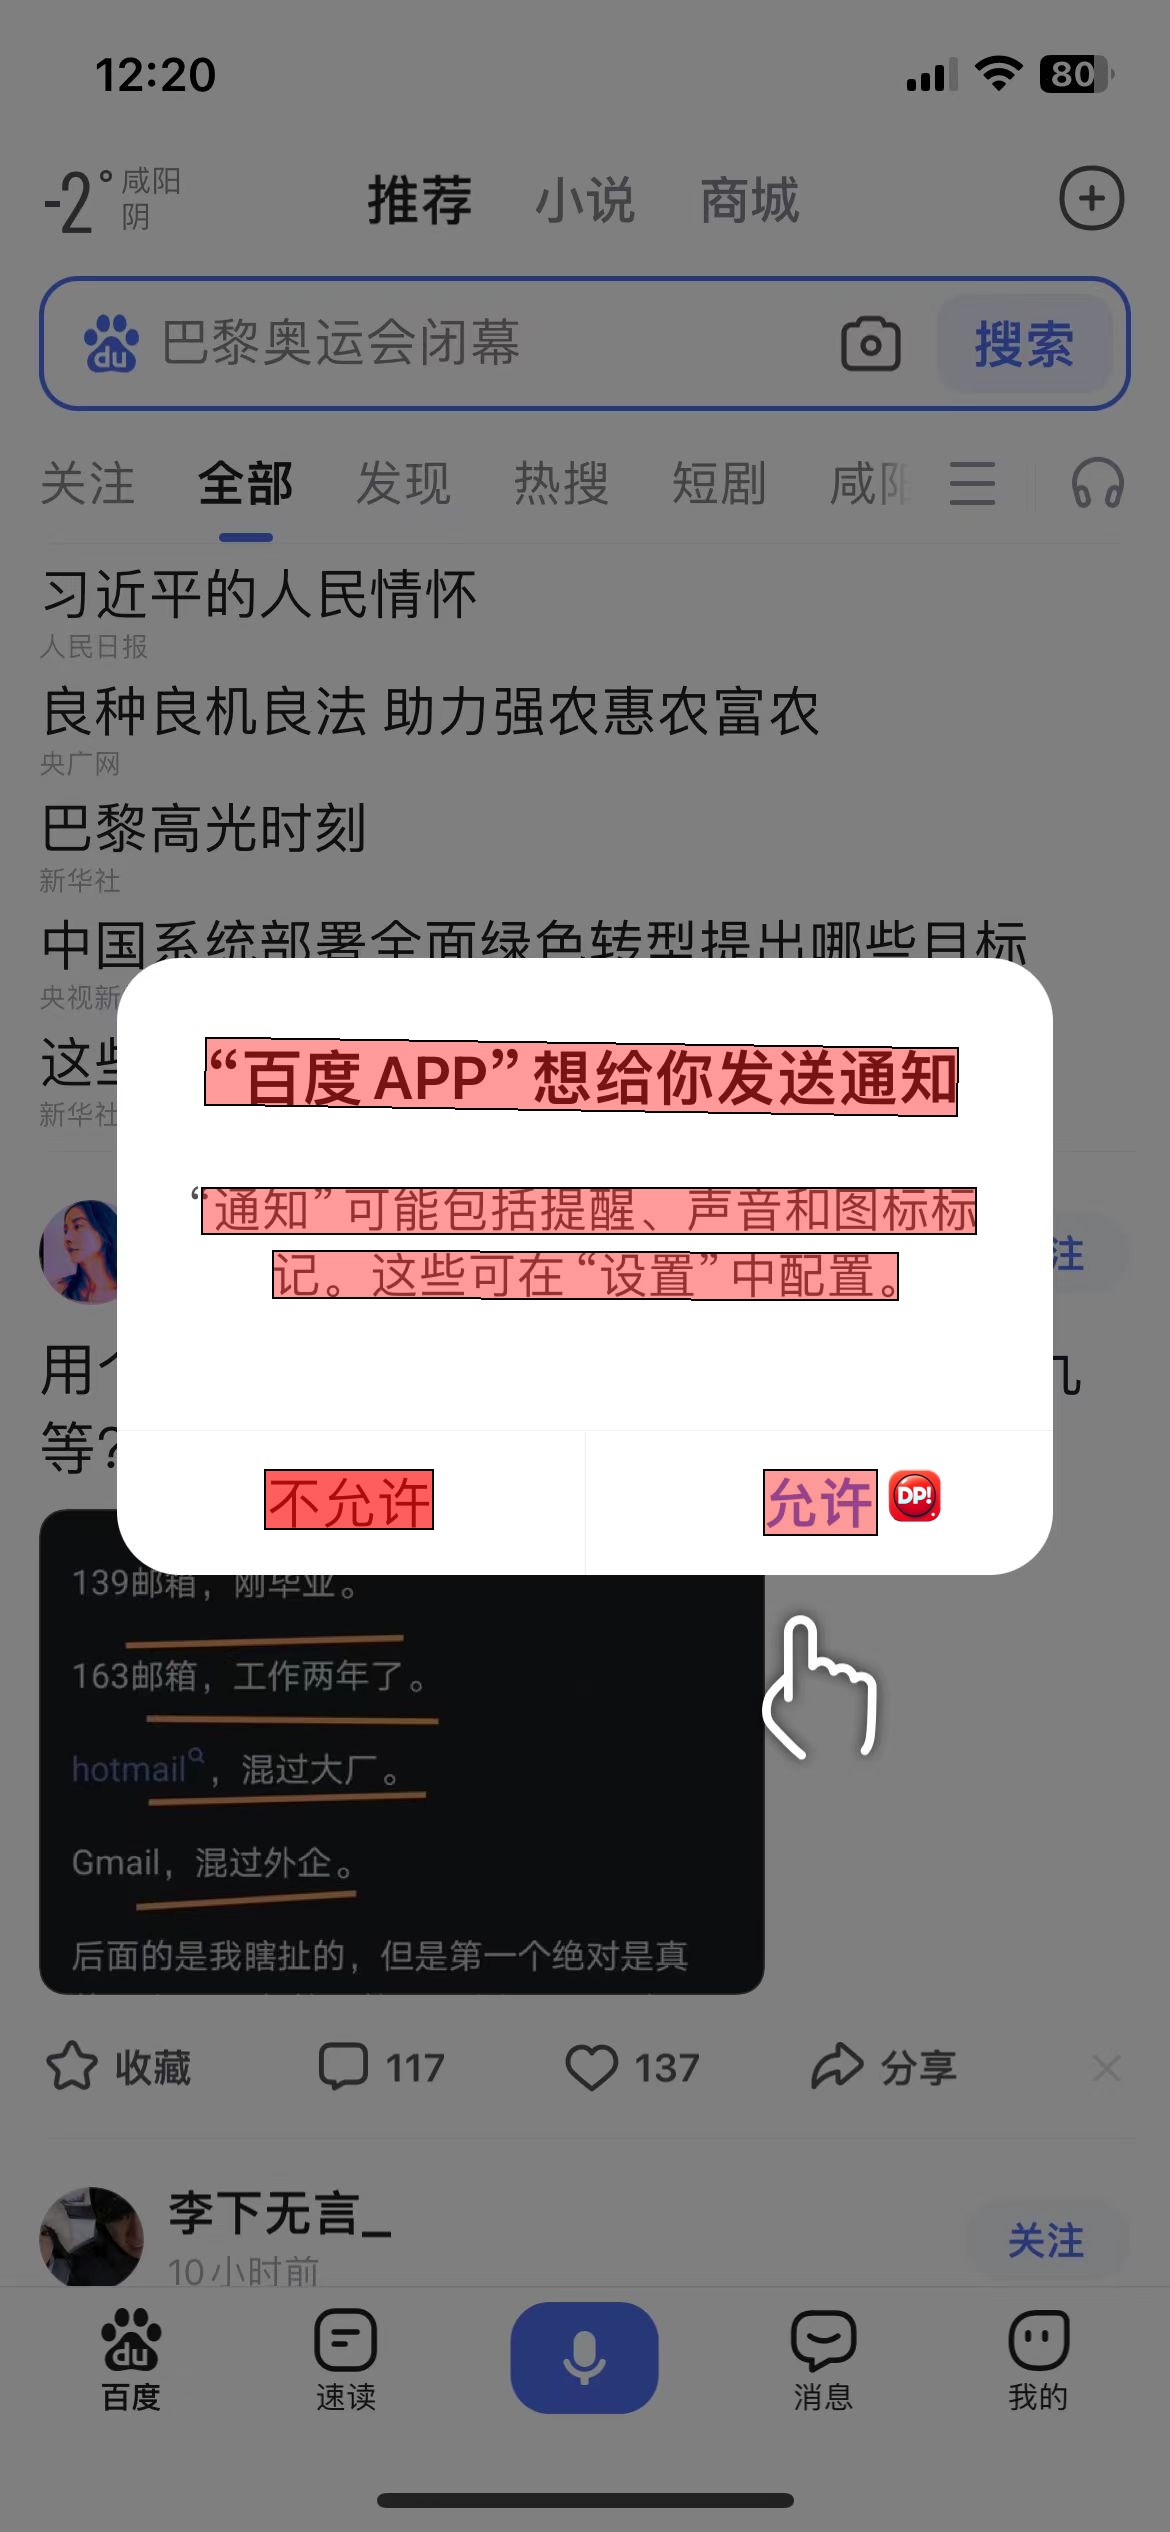 12:20
80
-2°
咸阳
阴
推荐 小说 商城
du 巴黎奥运会闭幕 搜索
关注 全部 发现 热搜 短剧 咸阳
习近平的人民情怀
人民日报
良种良机良法 助力强农惠农富农
央广网
巴黎高光时刻
新华社
中国系统部署全面绿色转型提出哪些目标
央视新
这些
新华社
“百度 APP” 想给你发送通知
“通知” 可能包括提醒、声音和图标标
记。这些可在 “设置” 中配置。
注
用个
几
等?
不允许 允许 DP!
139邮箱，刚毕业。
163邮箱，工作两年了。
hotmail，混过大厂。
Gmail，混过外企。
后面的是我瞎扯的，但是第一个绝对是真
收藏 117 137 分享
李下无言_
10小时前
关注
du
百度 速读 消息 我的